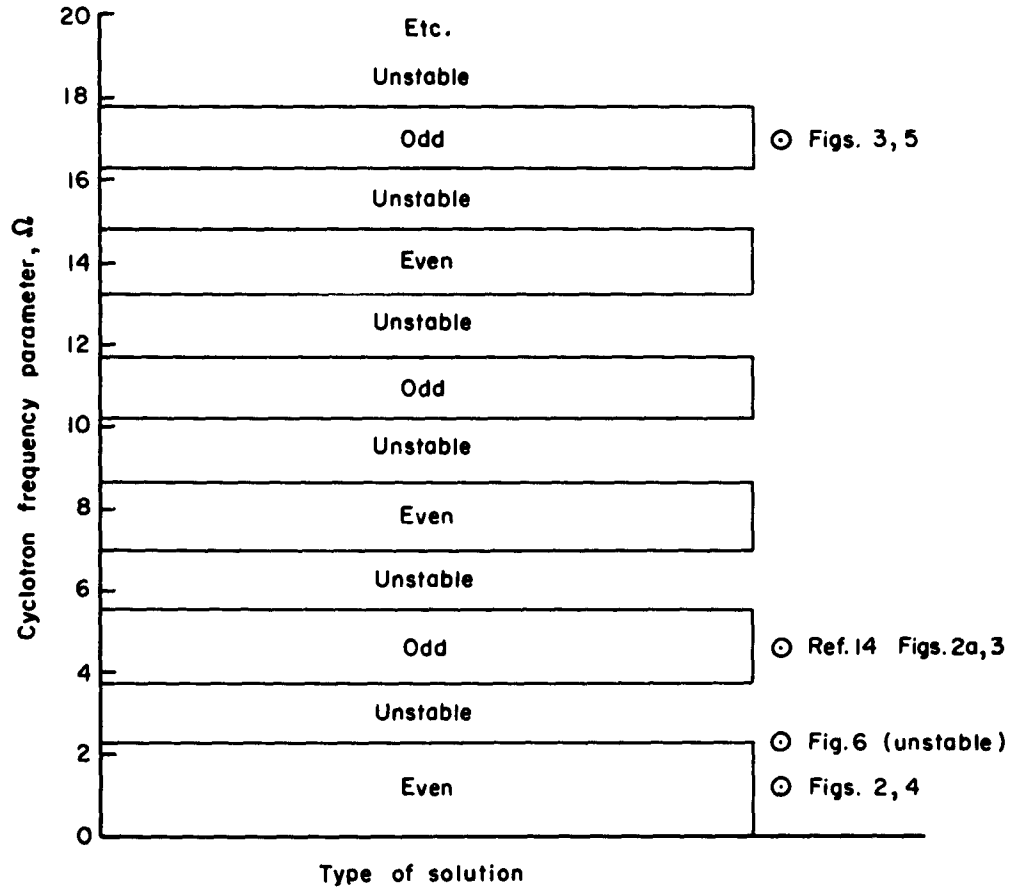 20
Etc.
Unstable
18
Odd
Figs. 3, 5
16
Unstable
14
Even
Unstable
12
Odd
10
Unstable
8
Even
6
Unstable
Odd
Ref. 14 Figs. 2a, 3
4
Unstable
Fig. 6 (unstable)
2
Even
Figs. 2, 4
0
Cyclotron frequency parameter, Ω
Type of solution